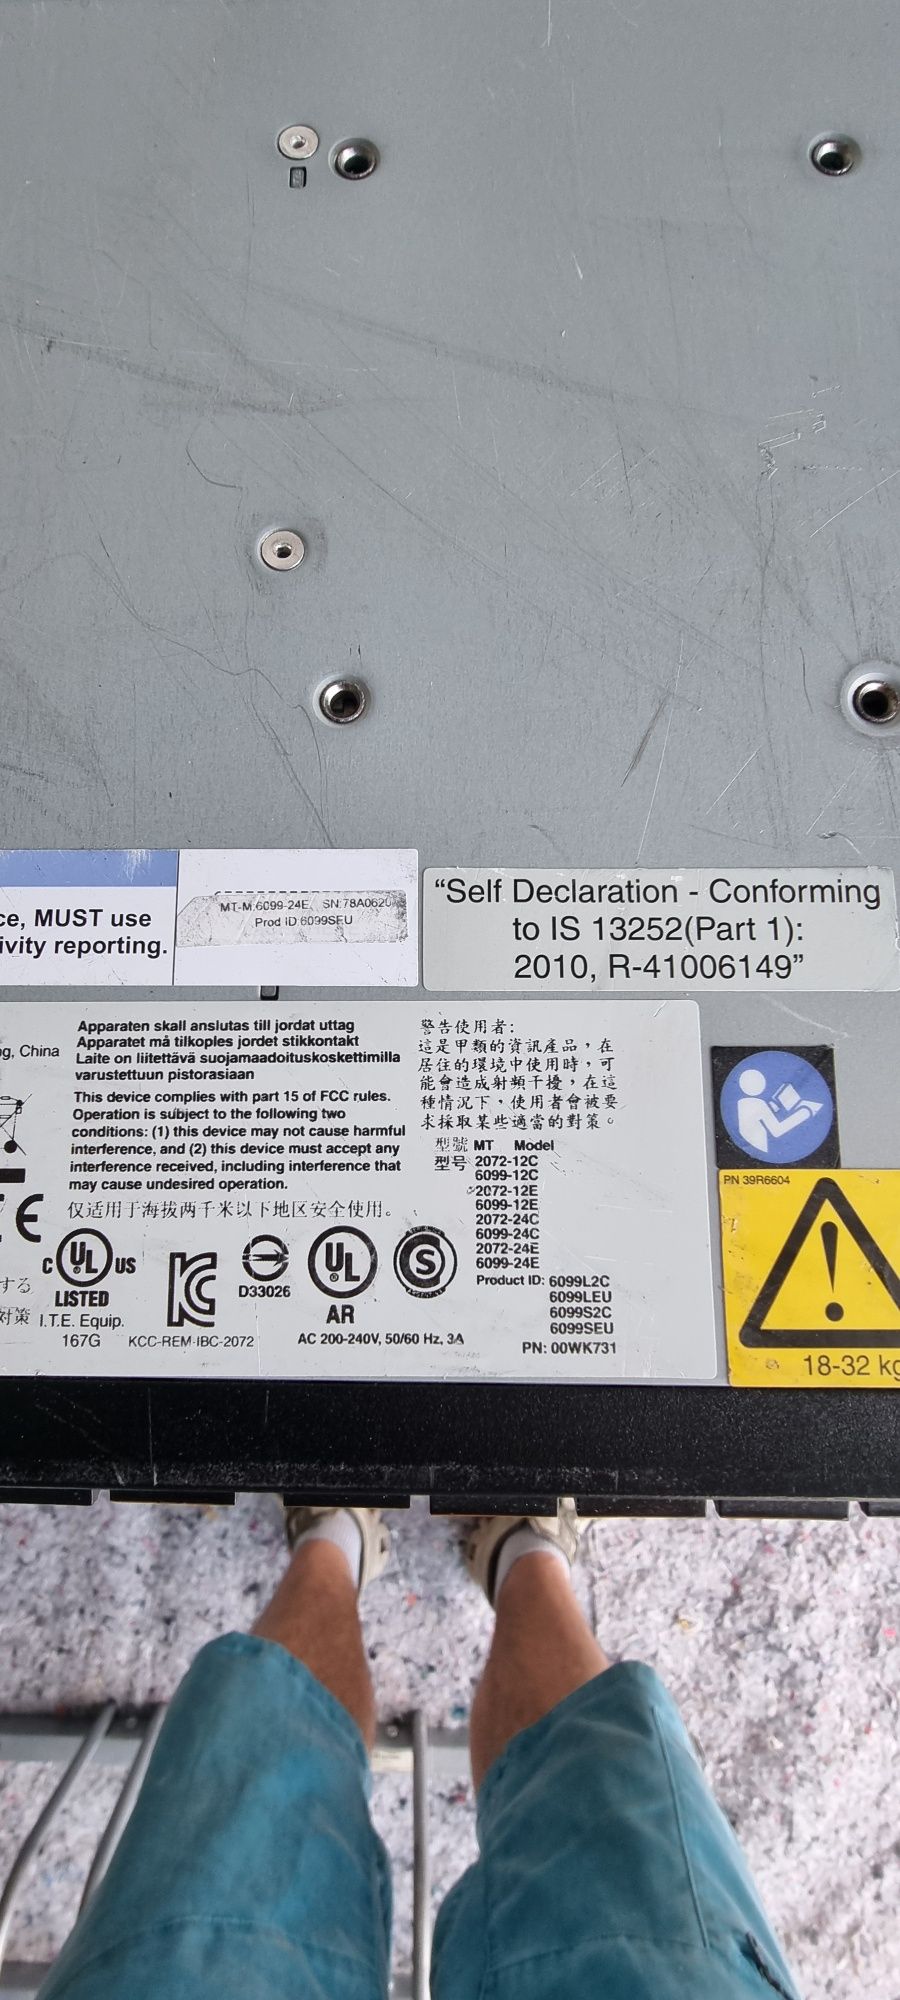 ce, MUST use
ivity reporting.
MT-M:6099-24E, SN:78A062
Prod ID:6099SEU
“Self Declaration - Conforming
to IS 13252(Part 1):
2010, R-41006149”
ng, China
Apparaten skall anslutas till jordat uttag
Apparatet må tilkoples jordet stikkontakt
Laite on liitettävä suojamaadoituskoskettimilla
varustettuun pistorasiaan
This device complies with part 15 of FCC rules.
Operation is subject to the following two
conditions: (1) this device may not cause harmful
interference, and (2) this device must accept any
interference received, including interference that
may cause undesired operation.
仅适用于海拔两千米以下地区安全使用。
CE
する
対策
C UL US
LISTED
I.T.E. Equip.
167G
KCC-REM-IBC-2072
D33026
UL
AR
S
AC 200-240V, 50/60 Hz, 3A
警告使用者:
這是甲類的資訊產品，在
居住的環境中使用時，可
能會造成射頻干擾，在這
種情況下，使用者會被要
求採取某些適當的對策。
型號 MT Model
型号 2072-12C
6099-12C
2072-12E
6099-12E
2072-24C
6099-24C
2072-24E
6099-24E
Product ID: 6099L2C
6099LEU
6099S2C
6099SEU
PN: 00WK731
PN 39R6604
18-32 kg